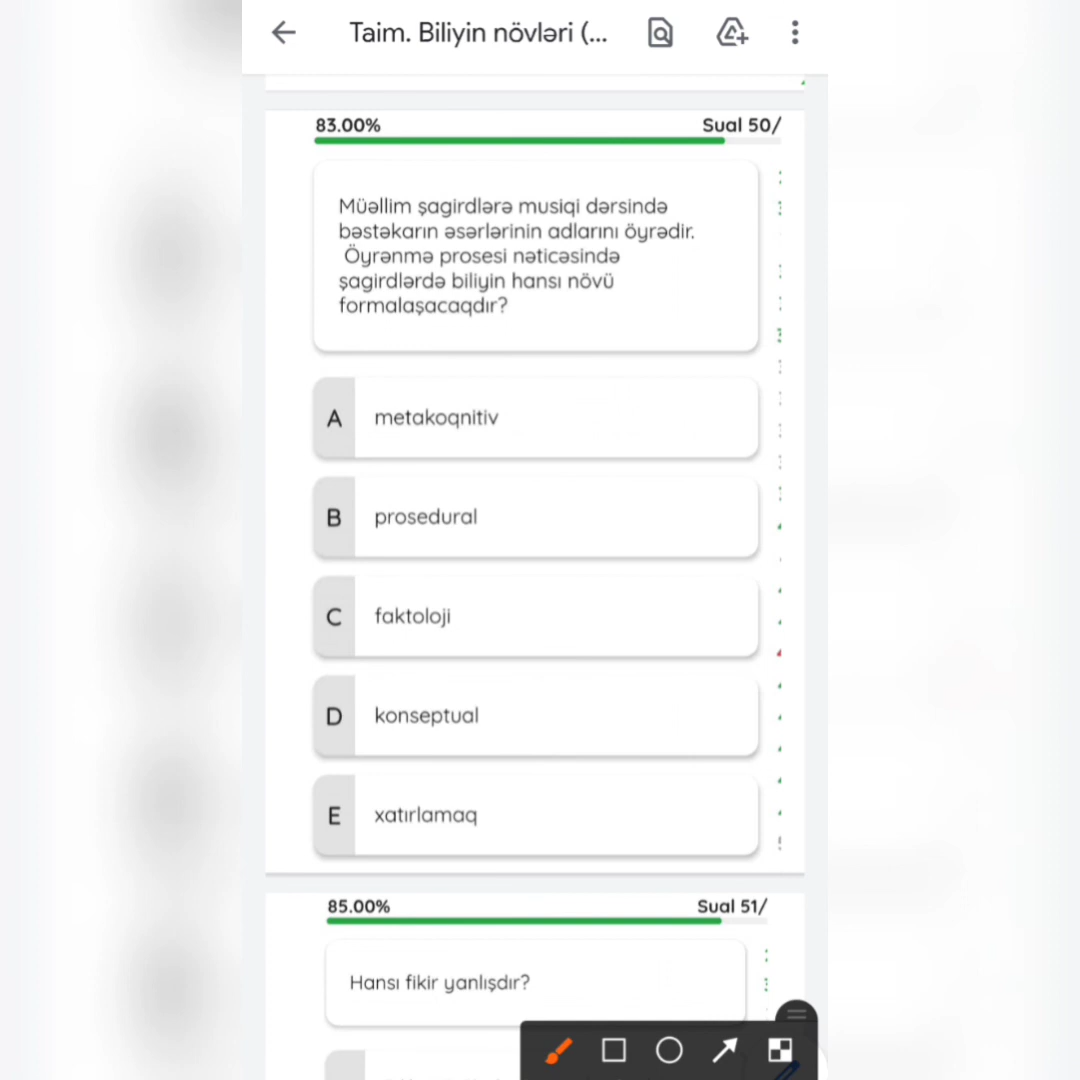 Taim. Biliyin növləri (...
83.00%
Sual 50/
Müəllim şagirdlərə musiqi dərsində
bəstəkarın əsərlərinin adlarını öyrədir.
Öyrənmə prosesi nəticəsində
şagirdlərdə biliyin hansı növü
formalaşacaqdır?
A metakoqnitiv
B prosedural
C faktoloji
D konseptual
E xatırlamaq
85.00%
Sual 51/
Hansı fikir yanlışdır?